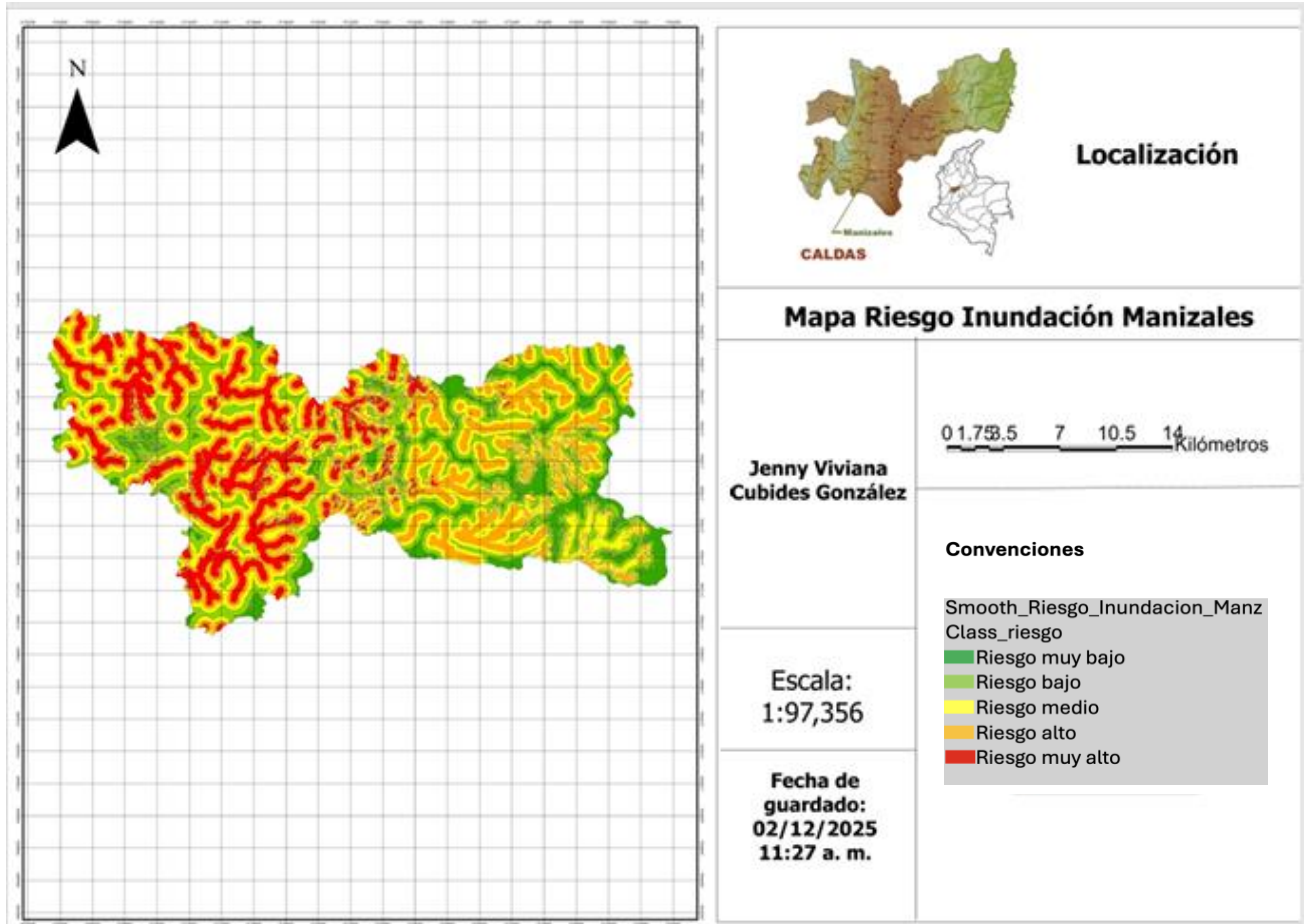 N
Localización
Manizales
CALDAS
Mapa Riesgo Inundación Manizales
Jenny Viviana
Cubides González
0 1.75 3.5 7 10.5 14
Kilómetros
Escala:
1:97,356
Fecha de
guardado:
02/12/2025
11:27 a. m.
Convenciones
Smooth_Riesgo_Inundacion_Manz
Class_riesgo
Riesgo muy bajo
Riesgo bajo
Riesgo medio
Riesgo alto
Riesgo muy alto